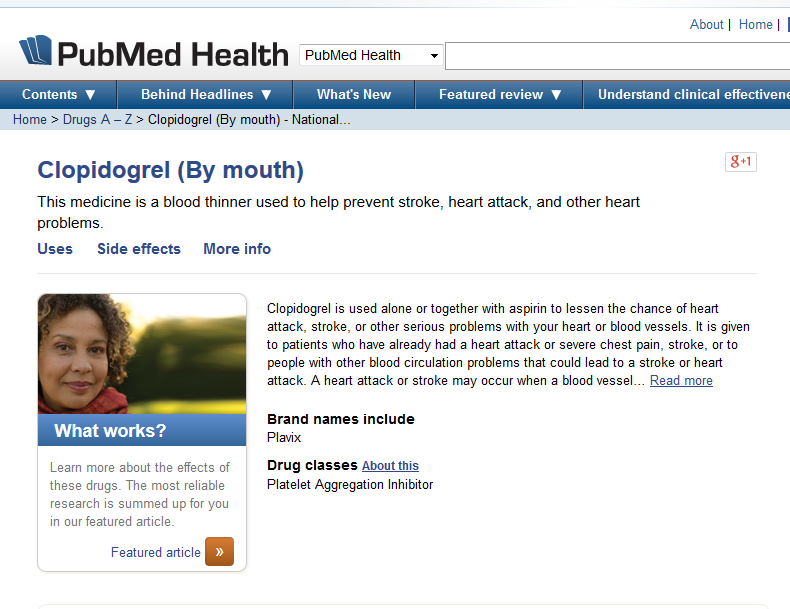 About | Home |
PubMed Health
PubMed Health
Contents ▼
Behind Headlines ▼
What's New
Featured review ▼
Understand clinical
Home > Drugs A – Z > Clopidogrel (By mouth) - National...
g+1
Clopidogrel (By mouth)
This medicine is a blood thinner used to help prevent stroke, heart attack, and other heart
problems.
Uses Side effects More info
Clopidogrel is used alone or together with aspirin to lessen the chance of heart
attack, stroke, or other serious problems with your heart or blood vessels. It is given
to patients who have already had a heart attack or severe chest pain, stroke, or to
people with other blood circulation problems that could lead to a stroke or heart
attack. A heart attack or stroke may occur when a blood vessel... Read more
Brand names include
Plavix
Drug classes About this
Platelet Aggregation Inhibitor
What works?
Learn more about the effects of
these drugs. The most reliable
research is summed up for you
in our featured article.
Featured article »